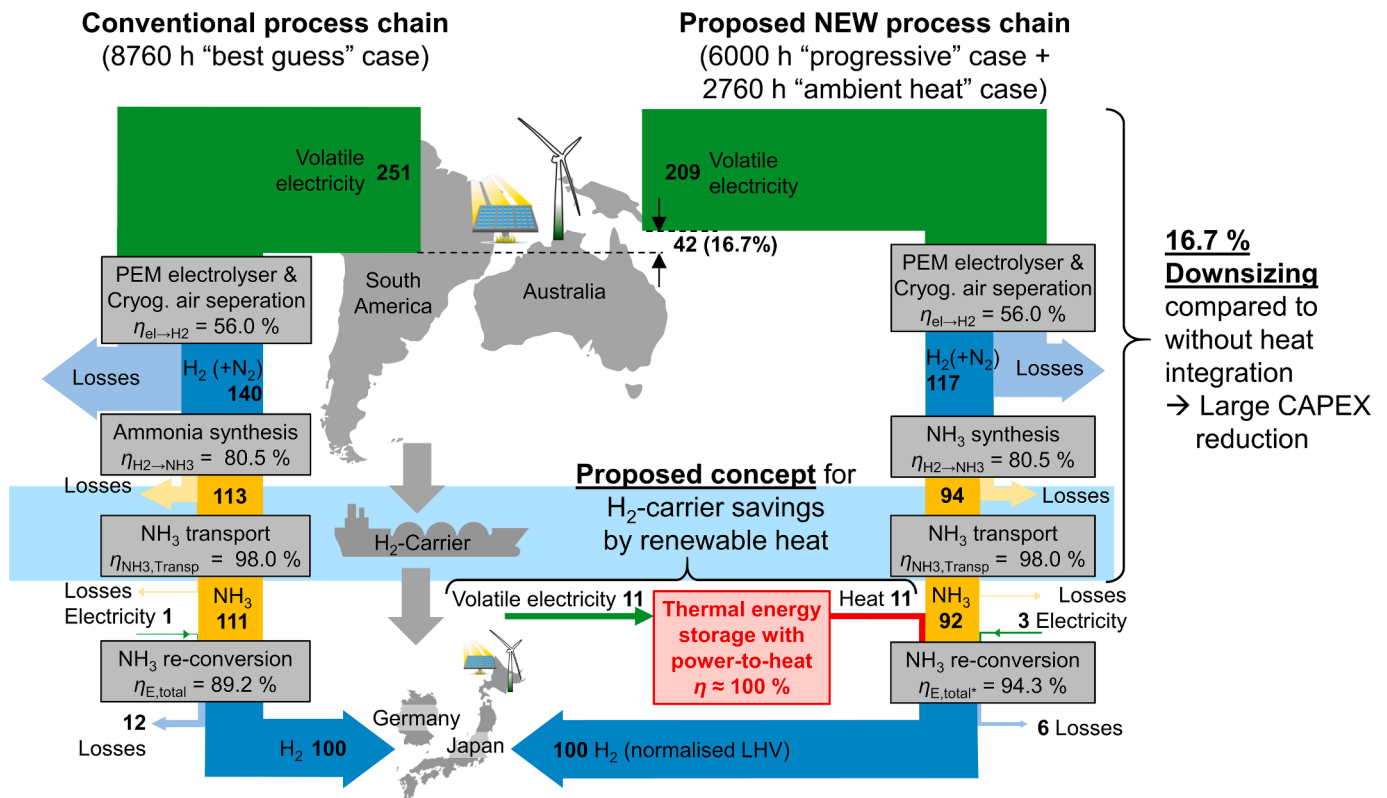 Conventional process chain
(8760 h “best guess” case)
Proposed NEW process chain
(6000 h “progressive” case +
2760 h “ambient heat” case)
Volatile
electricity 251
209 Volatile
electricity
42 (16.7%)
South
America
Australia
PEM electrolyser &
Cryog. air seperation
η el→H2 = 56.0 %
PEM electrolyser &
Cryog. air seperation
η el→H2 = 56.0 %
16.7 %
Downsizing
compared to
without heat
integration
→ Large CAPEX
reduction
Losses
H2 (+N2)
140
H2(+N2)
117
Losses
Ammonia synthesis
ηH2→NH3 = 80.5 %
NH3 synthesis
ηH2→NH3 = 80.5 %
Losses
113
94
Losses
Proposed concept for
H2-carrier savings
by renewable heat
NH3 transport
ηNH3,Transp = 98.0 %
H2-Carrier
NH3 transport
ηNH3,Transp = 98.0 %
Losses
Electricity 1
NH3
111
Volatile electricity 11
Thermal energy
storage with
power-to-heat
η ≈ 100 %
Heat 11
NH3
92
Losses
3 Electricity
NH3 re-conversion
ηE,total = 89.2 %
NH3 re-conversion
ηE,total* = 94.3 %
12
Losses
H2 100
Germany
Japan
100 H2 (normalised LHV)
6 Losses